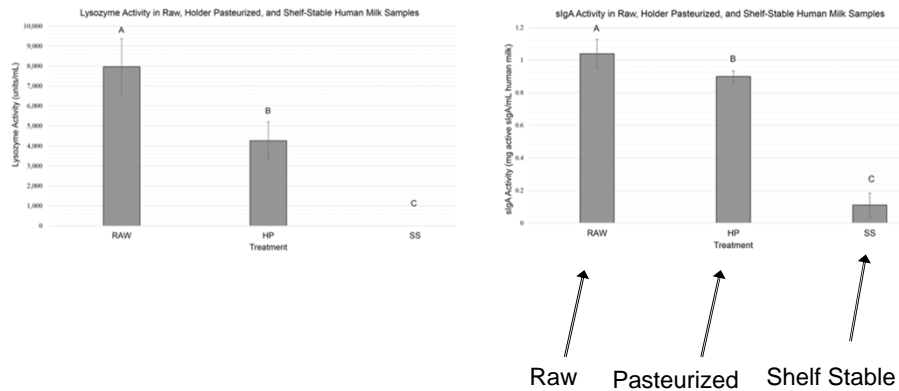 Lysozyme Activity in Raw, Holder Pasteurized, and Shelf-Stable Human Milk Samples
Lysozyme Activity (units/mL)
10,000
9,000
8,000
7,000
6,000
5,000
4,000
3,000
2,000
1,000
0
A
B
C
RAW
HP
SS
Treatment
sIgA Activity in Raw, Holder Pasteurized, and Shelf-Stable Human Milk Samples
sIgA Activity (mg active sIgA/mL human milk)
1.2
1
0.8
0.6
0.4
0.2
0
A
B
C
RAW
HP
SS
Treatment
Raw
Pasteurized
Shelf Stable